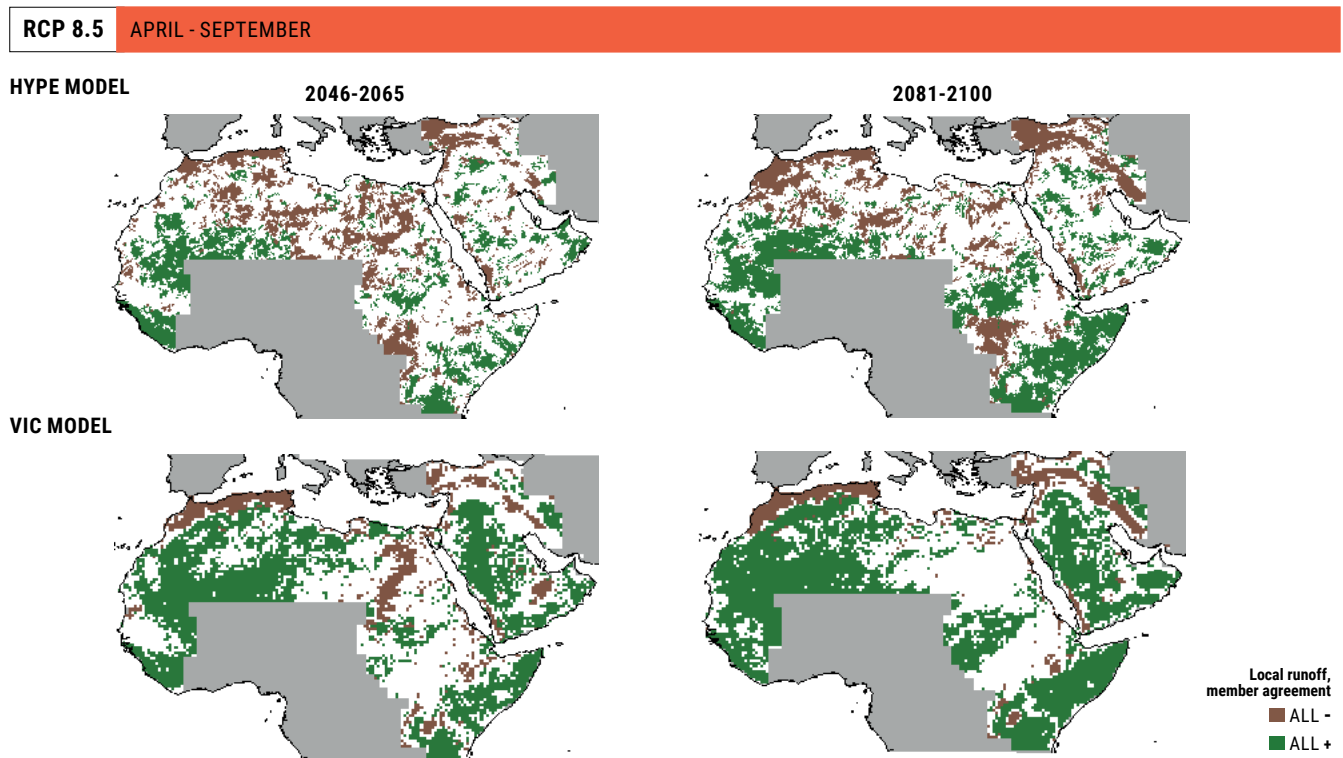 RCP 8.5 APRIL - SEPTEMBER
HYPE MODEL
2046-2065 2081-2100
VIC MODEL
Local runoff,
member agreement
ALL -
ALL +